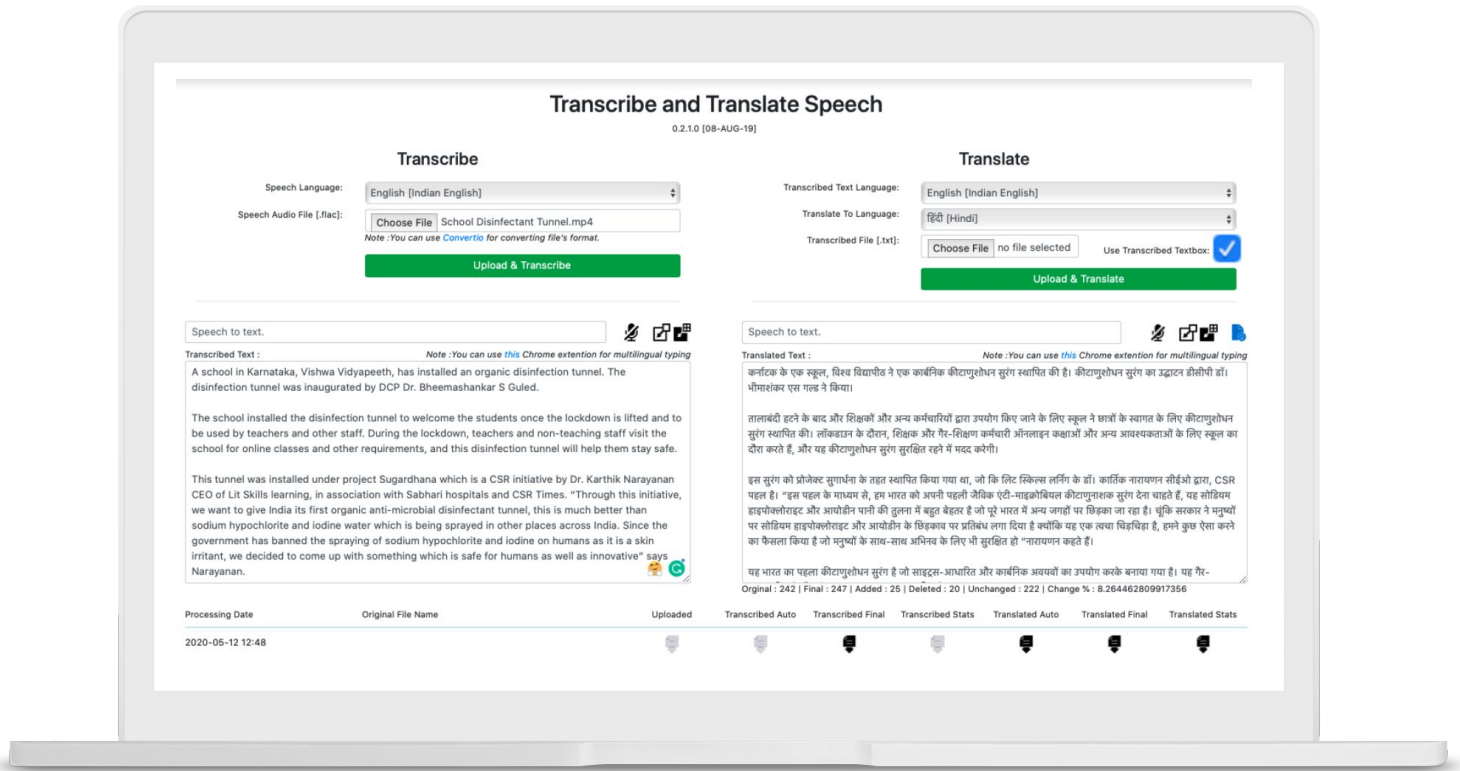 Transcribe and Translate Speech
0.2.1.0 [08-AUG-19]
Transcribe
Speech Language:
English [Indian English]
Speech Audio File [.flac]:
Choose File School Disinfectant Tunnel.mp4
Note :You can use Convertio for converting file's format.
Upload & Transcribe
Translate
Transcribed Text Language:
English [Indian English]
Translate To Language:
हिंदी [Hindi]
Transcribed File [.txt]:
Choose File no file selected
Use Transcribed Textbox:
Upload & Translate
Speech to text.
Transcribed Text :
Note :You can use this Chrome extention for multilingual typing
A school in Karnataka, Vishwa Vidyapeeth, has installed an organic disinfection tunnel. The
disinfection tunnel was inaugurated by DCP Dr. Bheemashankar S Guled.
The school installed the disinfection tunnel to welcome the students once the lockdown is lifted and to
be used by teachers and other staff. During the lockdown, teachers and non-teaching staff visit the
school for online classes and other requirements, and this disinfection tunnel will help them stay safe.
This tunnel was installed under project Sugardhana which is a CSR initiative by Dr. Karthik Narayanan
CEO of Lit Skills learning, in association with Sabhari hospitals and CSR Times. “Through this initiative,
we want to give India its first organic anti-microbial disinfectant tunnel, this is much better than
sodium hypochlorite and iodine water which is being sprayed in other places across India. Since the
government has banned the spraying of sodium hypochlorite and iodine on humans as it is a skin
irritant, we decided to come up with something which is safe for humans as well as innovative” says
Narayanan.
Speech to text.
Translated Text :
Note :You can use this Chrome extention for multilingual typing
कर्नाटक के एक स्कूल, विश्व विद्यापीठ ने एक कार्बनिक कीटाणुशोधन सुरंग स्थापित की है। कीटाणुशोधन सुरंग का उद्घाटन डीसीपी डॉ।
भीमाशंकर एस गल्ड ने किया।
तालाबंदी हटने के बाद और शिक्षकों और अन्य कर्मचारियों द्वारा उपयोग किए जाने के लिए स्कूल ने छात्रों के स्वागत के लिए कीटाणुशोधन
सुरंग स्थापित की। लॉकडाउन के दौरान, शिक्षक और गैर-शिक्षण कर्मचारी ऑनलाइन कक्षाओं और अन्य आवश्यकताओं के लिए स्कूल का
दौरा करते हैं, और यह कीटाणुशोधन सुरंग सुरक्षित रहने में मदद करेगी।
इस सुरंग को प्रोजेक्ट सुगार्धना के तहत स्थापित किया गया था, जो कि लिट स्किल्स लर्निंग के डॉ। कार्तिक नारायणन सीईओ द्वारा, CSR
पहल है। “इस पहल के माध्यम से, हम भारत को अपनी पहली जैविक एंटी-माइक्रोबियल कीटाणुनाशक सुरंग देना चाहते हैं, यह सोडियम
हाइपोक्लोराइट और आयोडीन पानी की तुलना में बहुत बेहतर है जो पूरे भारत में अन्य जगहों पर छिड़का जा रहा है। चूंकि सरकार ने मनुष्यों
पर सोडियम हाइपोक्लोराइट और आयोडीन के छिड़काव पर प्रतिबंध लगा दिया है क्योंकि यह एक त्वचा चिड़चिड़ा है, हमने कुछ ऐसा करने
का फैसला किया है जो मनुष्यों के साथ-साथ अभिनव के लिए भी सुरक्षित हो “नारायणन कहते हैं।
यह भारत का पहला कीटाणुशोधन सुरंग है जो साइट्रस-आधारित और कार्बनिक अवयवों का उपयोग करके बनाया गया है। यह गैर-
Orginal : 242 | Final : 247 | Added : 25 | Deleted : 20 | Unchanged : 222 | Change % : 8.264462809917356
Processing Date Original File Name Uploaded Transcribed Auto Transcribed Final Transcribed Stats Translated Auto Translated Final Translated Stats
2020-05-12 12:48